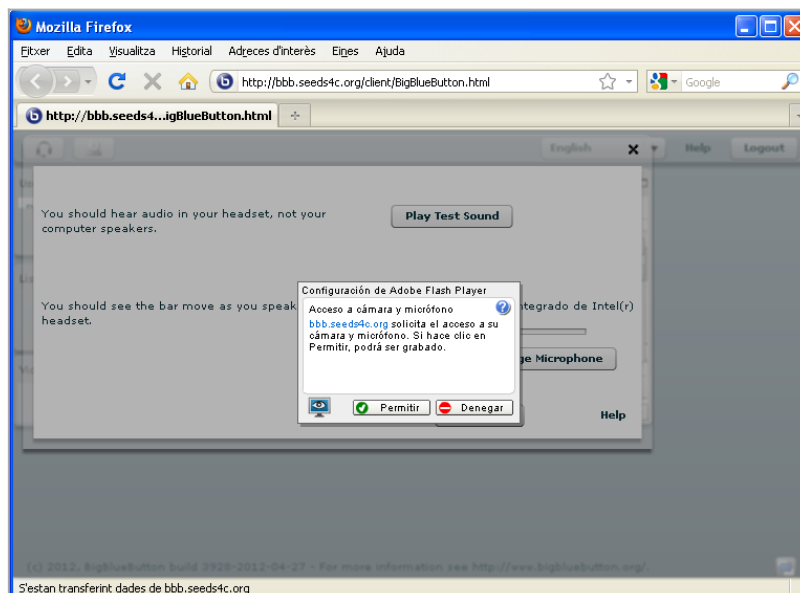 Mozilla Firefox
Fitxer Edita Visualitza Historial Adreces d'interès Eines Ajuda
http://bbb.seeds4c.org/client/BigBlueButton.html Google
http://bbb.seeds4...igBlueButton.html
English Help Logout
You should hear audio in your headset, not your
computer speakers.
Play Test Sound
Configuración de Adobe Flash Player
Acceso a cámara y micrófono
bbb.seeds4c.org solicita el acceso a su
cámara y micrófono. Si hace clic en
Permitir, podrá ser grabado.
Permitir Denegar
You should see the bar move as you speak
headset.
tegrado de Intel(r)
ge Microphone
Help
(c) 2012, BigBlueButton build 3928-2012-04-27 - For more information see http://www.bigbluebutton.org/.
S'estan transferint dades de bbb.seeds4c.org